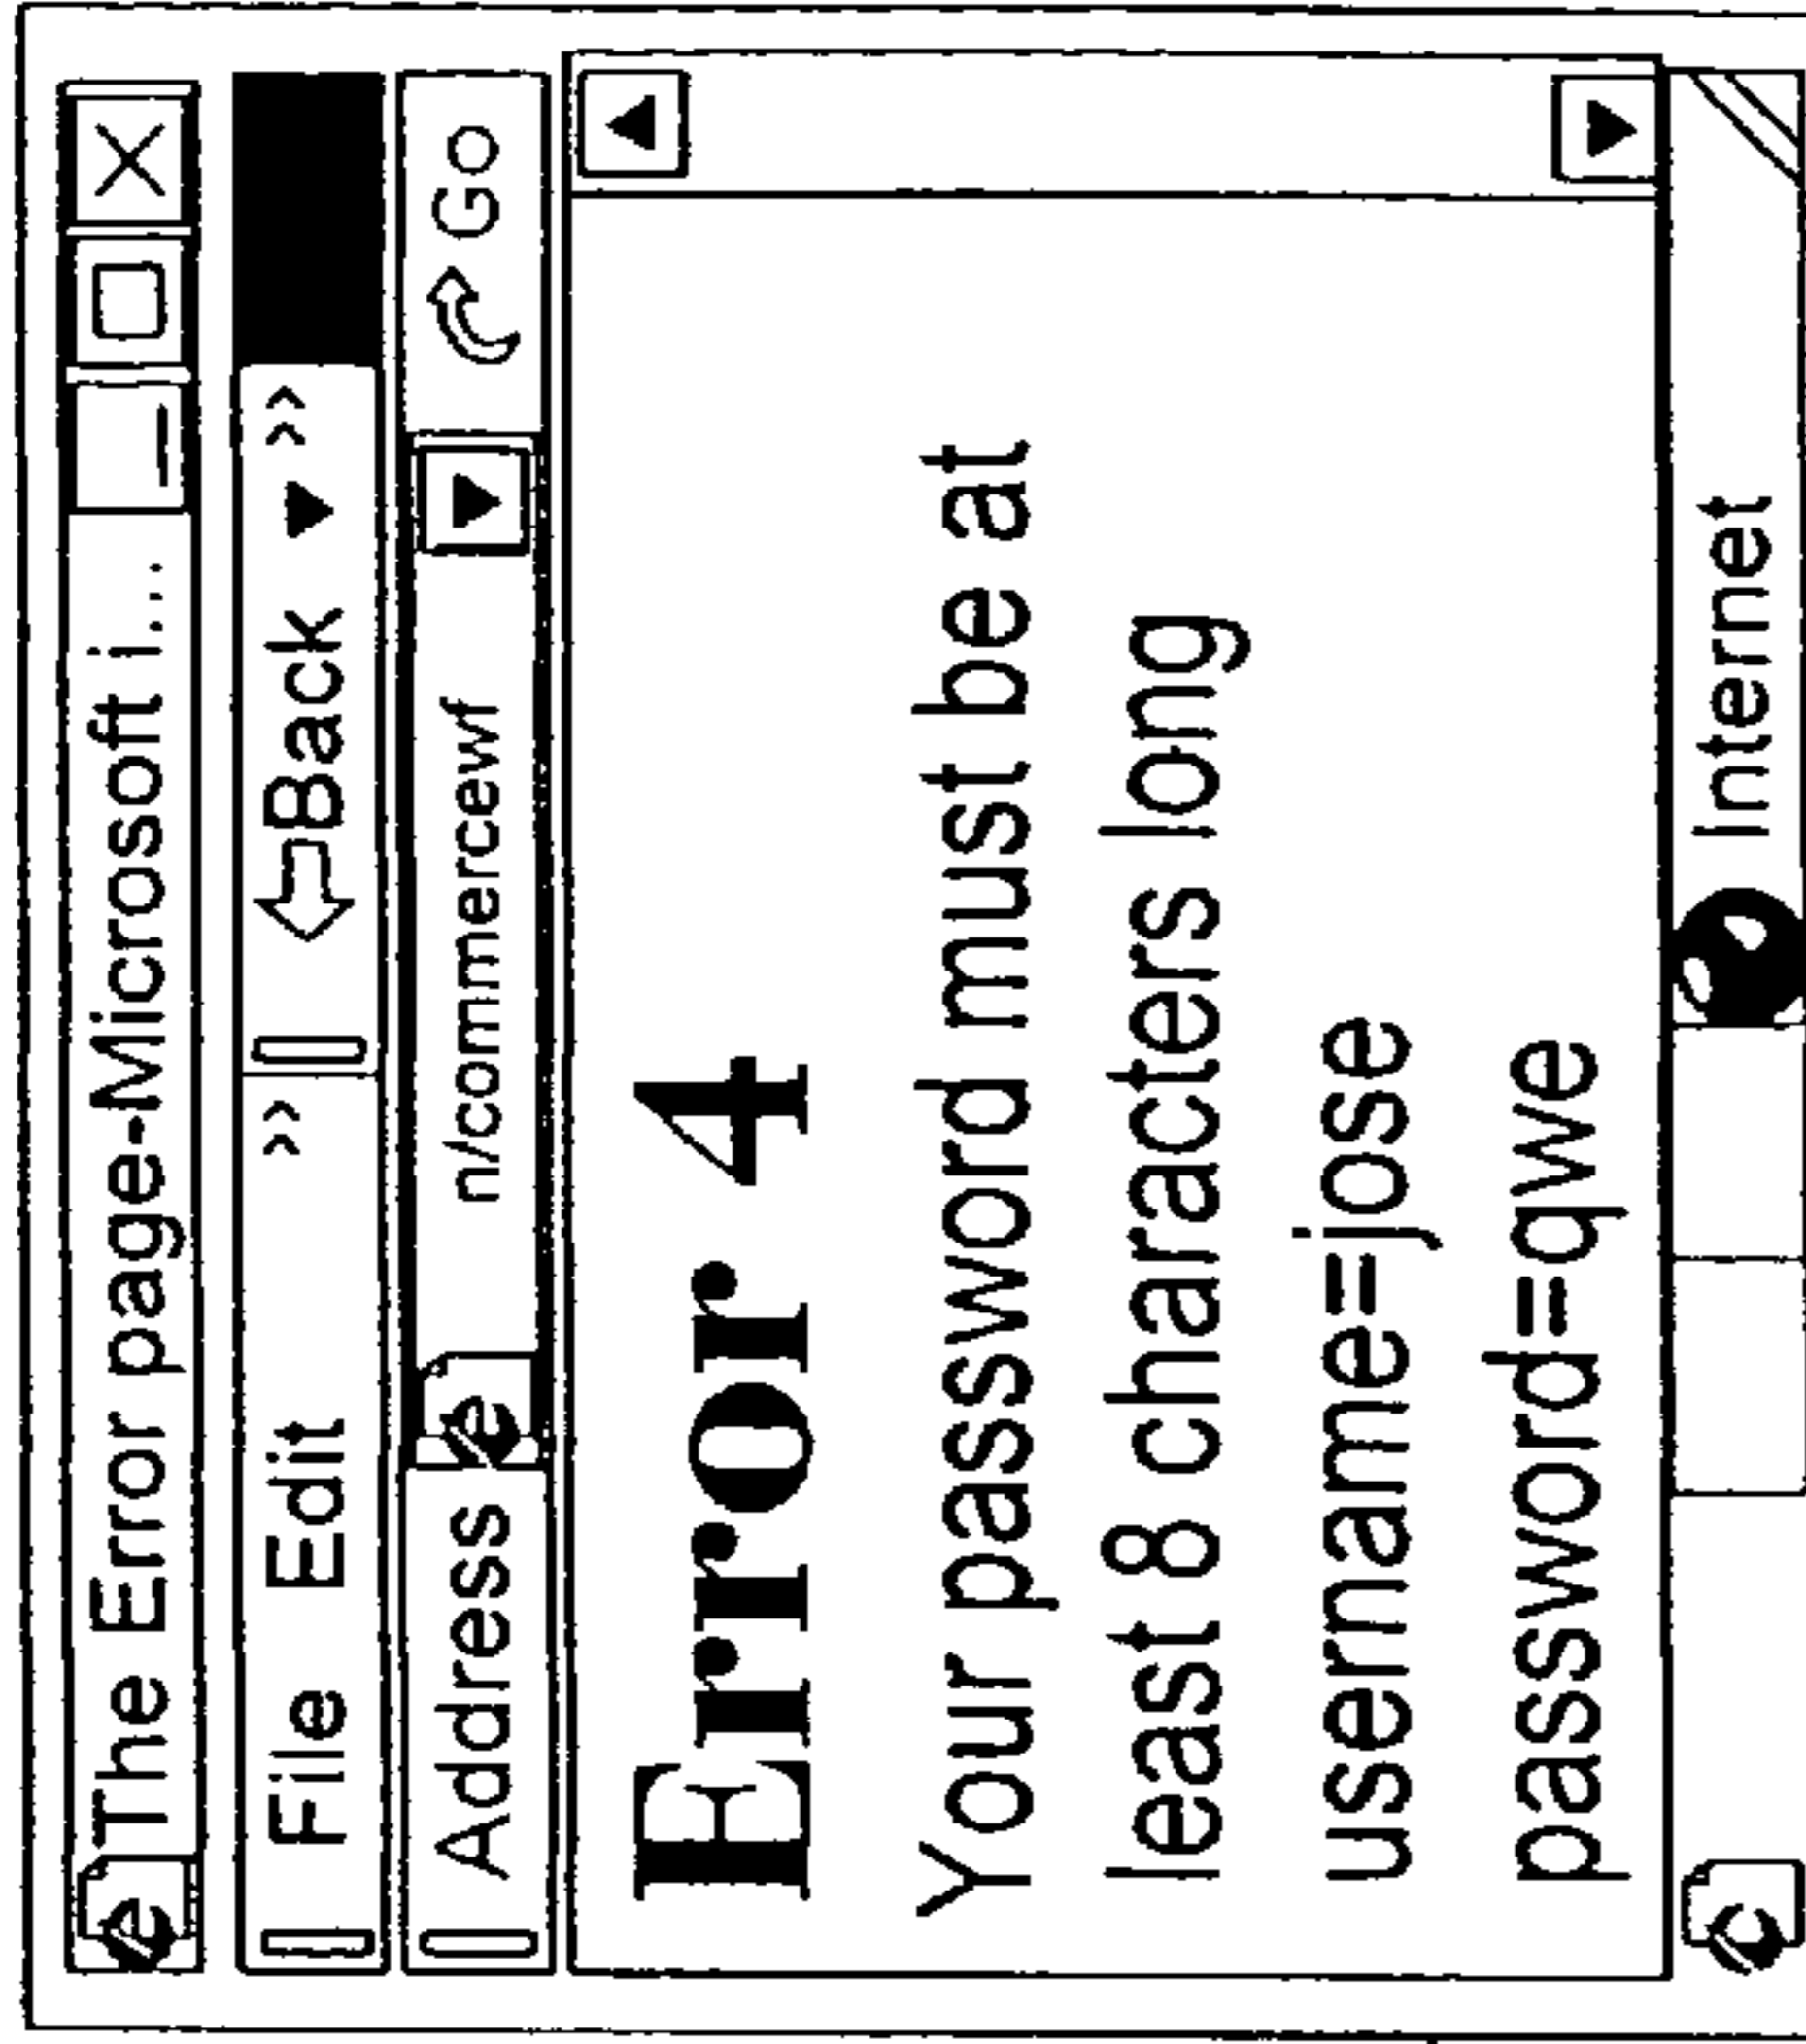 The Error page-Microsoft i...
File Edit » Back »
Address n/commercewf Go
Error 4
Your password must be at
least 8 characters long
username=jose
password=qwe
Internet